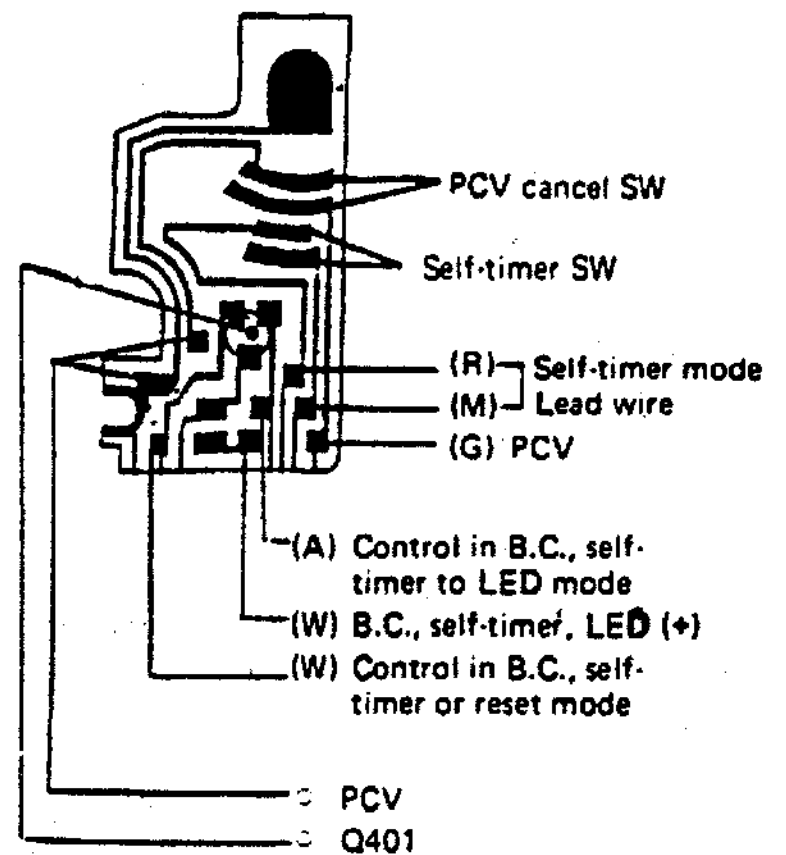 PCV cancel SW
Self-timer SW
(R) Self-timer mode
(M) Lead wire
(G) PCV
(A) Control in B.C., self-
timer to LED mode
(W) B.C., self-timer, LED (+)
(W) Control in B.C., self-
timer or reset mode
PCV
Q401